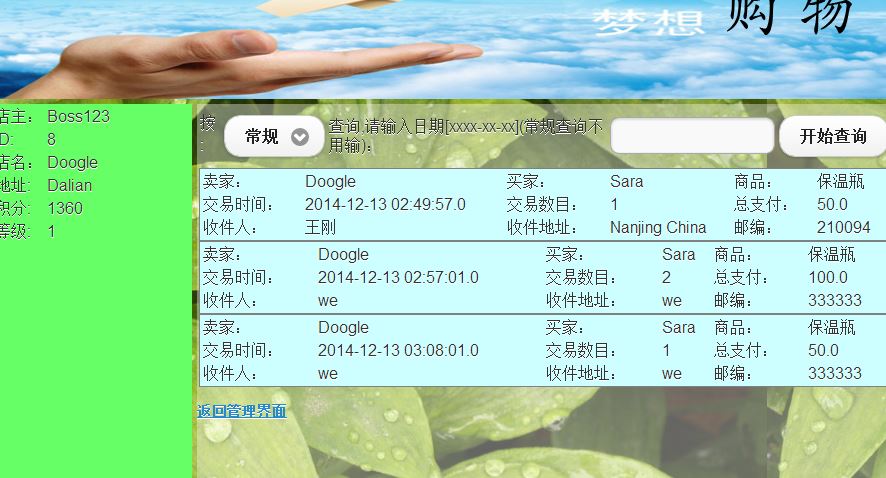 梦想 购物
店主： Boss123
ID: 8
店名： Doogle
地址: Dalian
积分: 1360
等级: 1
按: 常规 查询,请输入日期[xxxx-xx-xx](常规查询不用输)： 开始查询
卖家： Doogle 买家： Sara 商品： 保温瓶
交易时间： 2014-12-13 02:49:57.0 交易数目： 1 总支付： 50.0
收件人： 王刚 收件地址： Nanjing China 邮编： 210094
卖家： Doogle 买家： Sara 商品： 保温瓶
交易时间： 2014-12-13 02:57:01.0 交易数目： 2 总支付： 100.0
收件人： we 收件地址： we 邮编： 333333
卖家： Doogle 买家： Sara 商品： 保温瓶
交易时间： 2014-12-13 03:08:01.0 交易数目： 1 总支付： 50.0
收件人： we 收件地址： we 邮编： 333333
返回管理界面